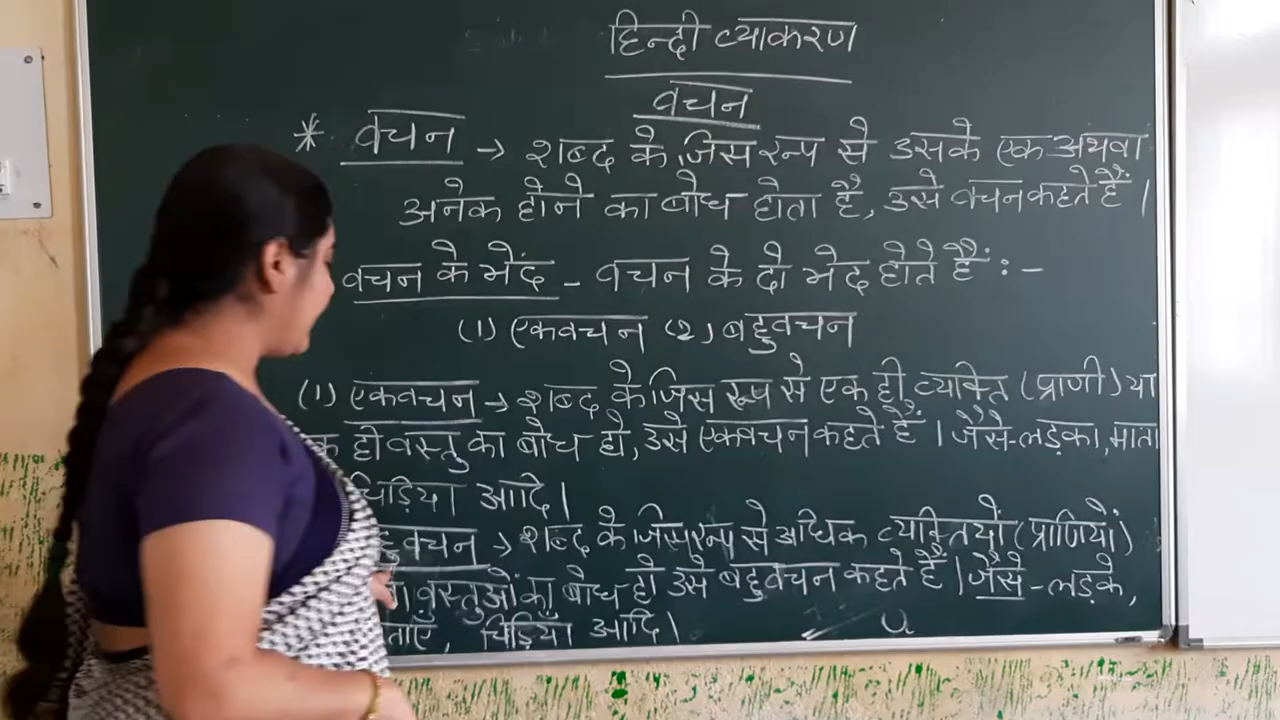 हिन्दी व्याकरण
वचन
* वचन → शब्द के जिस रूप से उसके एक अथवा
अनेक होने का बोध होता है, उसे वचन कहते हैं।
वचन के भेंद - वचन के दो भेद होते हैं :-
(1) एकवचन (2) बहुवचन
(1) एकवचन → शब्द के जिस रूप से एक ही व्यक्ति (प्राणी) या
क ही वस्तु का बोध हो, उसे एकवचन कहते हैं। जैसे-लड़का, माता
चिड़िया आदि।
हुवचन → शब्द के जिस रूप से अधिक व्यक्तियों (प्राणियों)
वस्तुओं का बोध हो उसे बहुवचन कहते हैं। जैसे - लड़के,
ताएँ, चिड़ियाँ आदि।